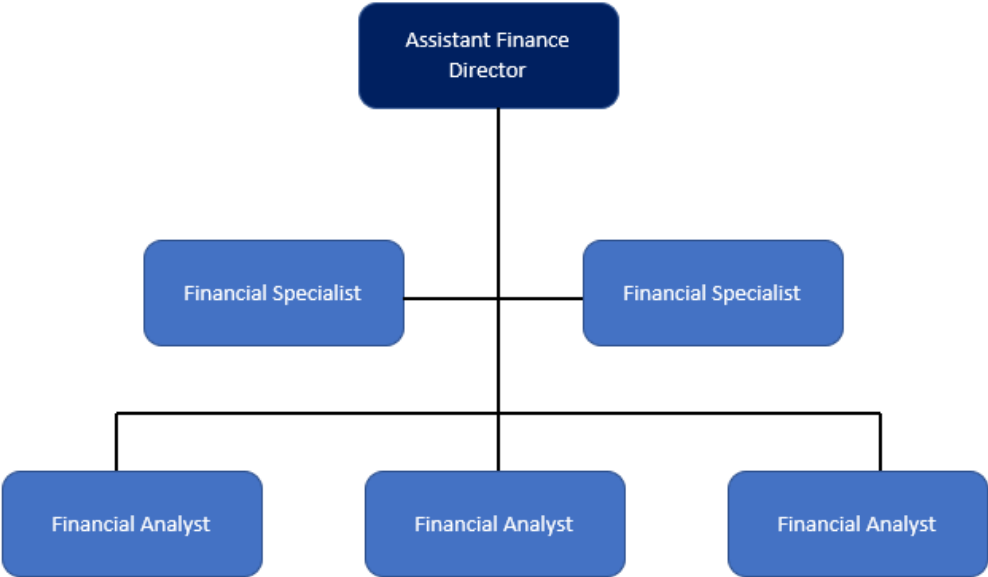 Assistant Finance
Director
Financial Specialist
Financial Specialist
Financial Analyst
Financial Analyst
Financial Analyst